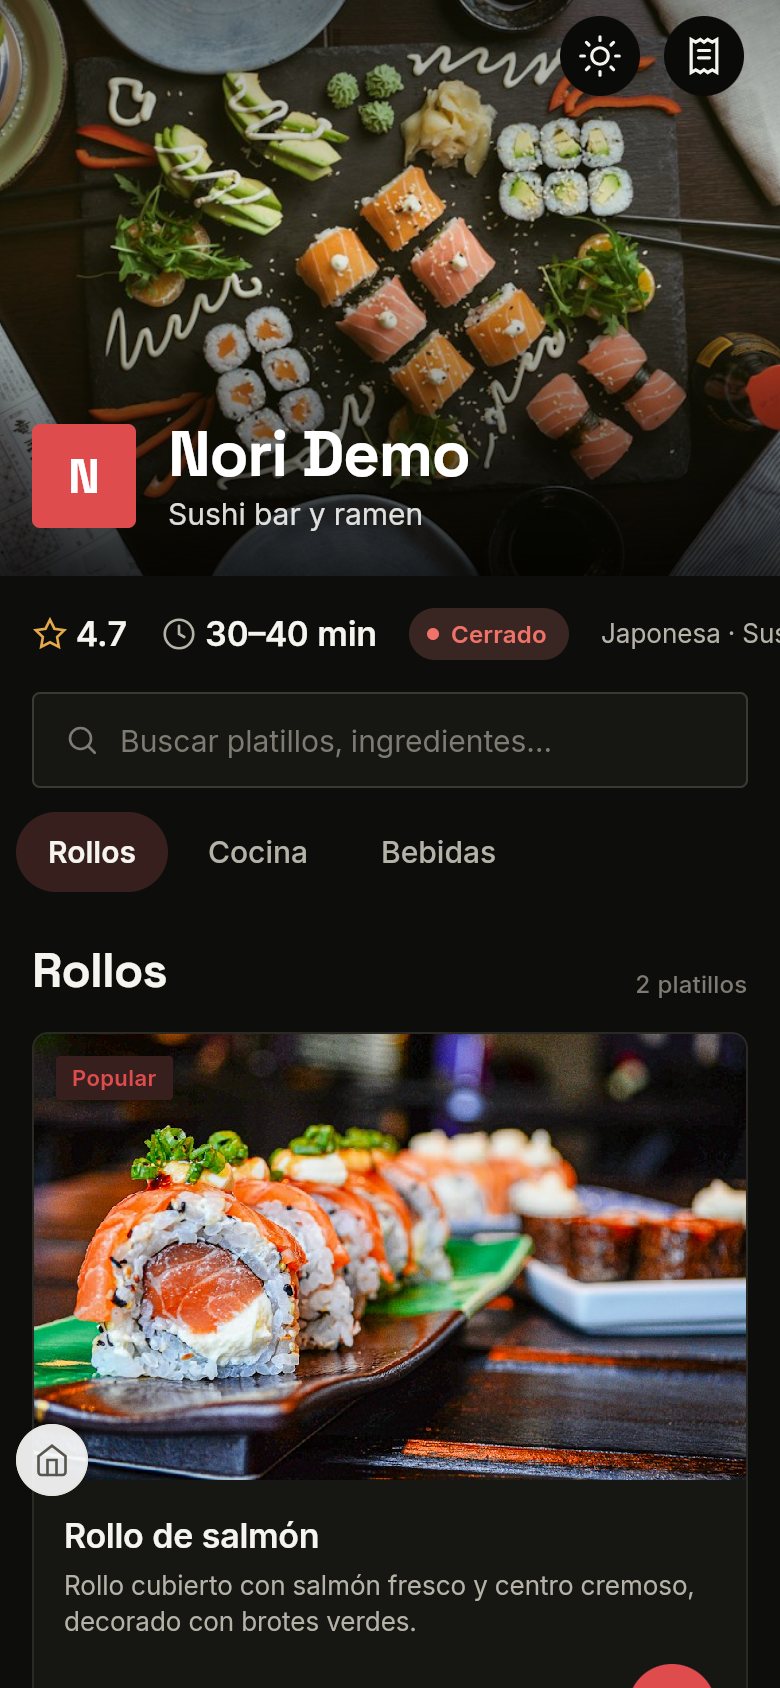 N
Nori Demo
Sushi bar y ramen
4.7
30–40 min
Cerrado
Japonesa · Sus
Buscar platillos, ingredientes...
Rollos
Cocina
Bebidas
Rollos
2 platillos
Popular
Rollo de salmón
Rollo cubierto con salmón fresco y centro cremoso,
decorado con brotes verdes.